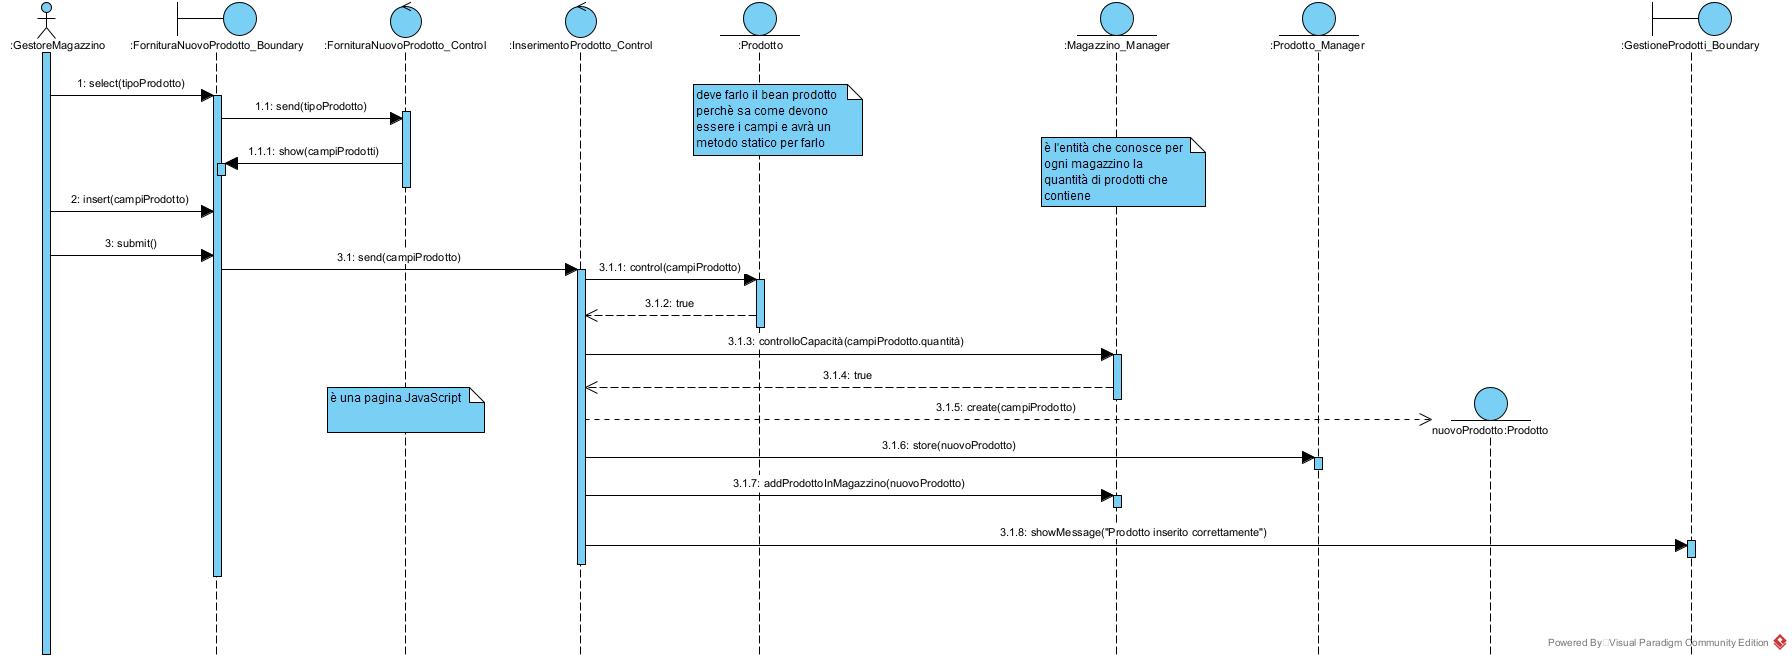 :GestoreMagazzino
:FornituraNuovoProdotto_Boundary
:FornituraNuovoProdotto_Control
:InserimentoProdotto_Control
:Prodotto
:Magazzino_Manager
:Prodotto_Manager
:GestioneProdotti_Boundary
1: select(tipoProdotto)
1.1: send(tipoProdotto)
deve farlo il bean prodotto
perchè sa come devono
essere i campi e avrà un
metodo statico per farlo
1.1.1: show(campiProdotti)
è l'entità che conosce per
ogni magazzino la
quantità di prodotti che
contiene
2: insert(campiProdotto)
3: submit()
3.1: send(campiProdotto)
3.1.1: control(campiProdotto)
3.1.2: true
3.1.3: controlloCapacità(campiProdotto.quantità)
3.1.4: true
è una pagina JavaScript
3.1.5: create(campiProdotto)
nuovoProdotto:Prodotto
3.1.6: store(nuovoProdotto)
3.1.7: addProdottoInMagazzino(nuovoProdotto)
3.1.8: showMessage("Prodotto inserito correttamente")
Powered By Visual Paradigm Community Edition